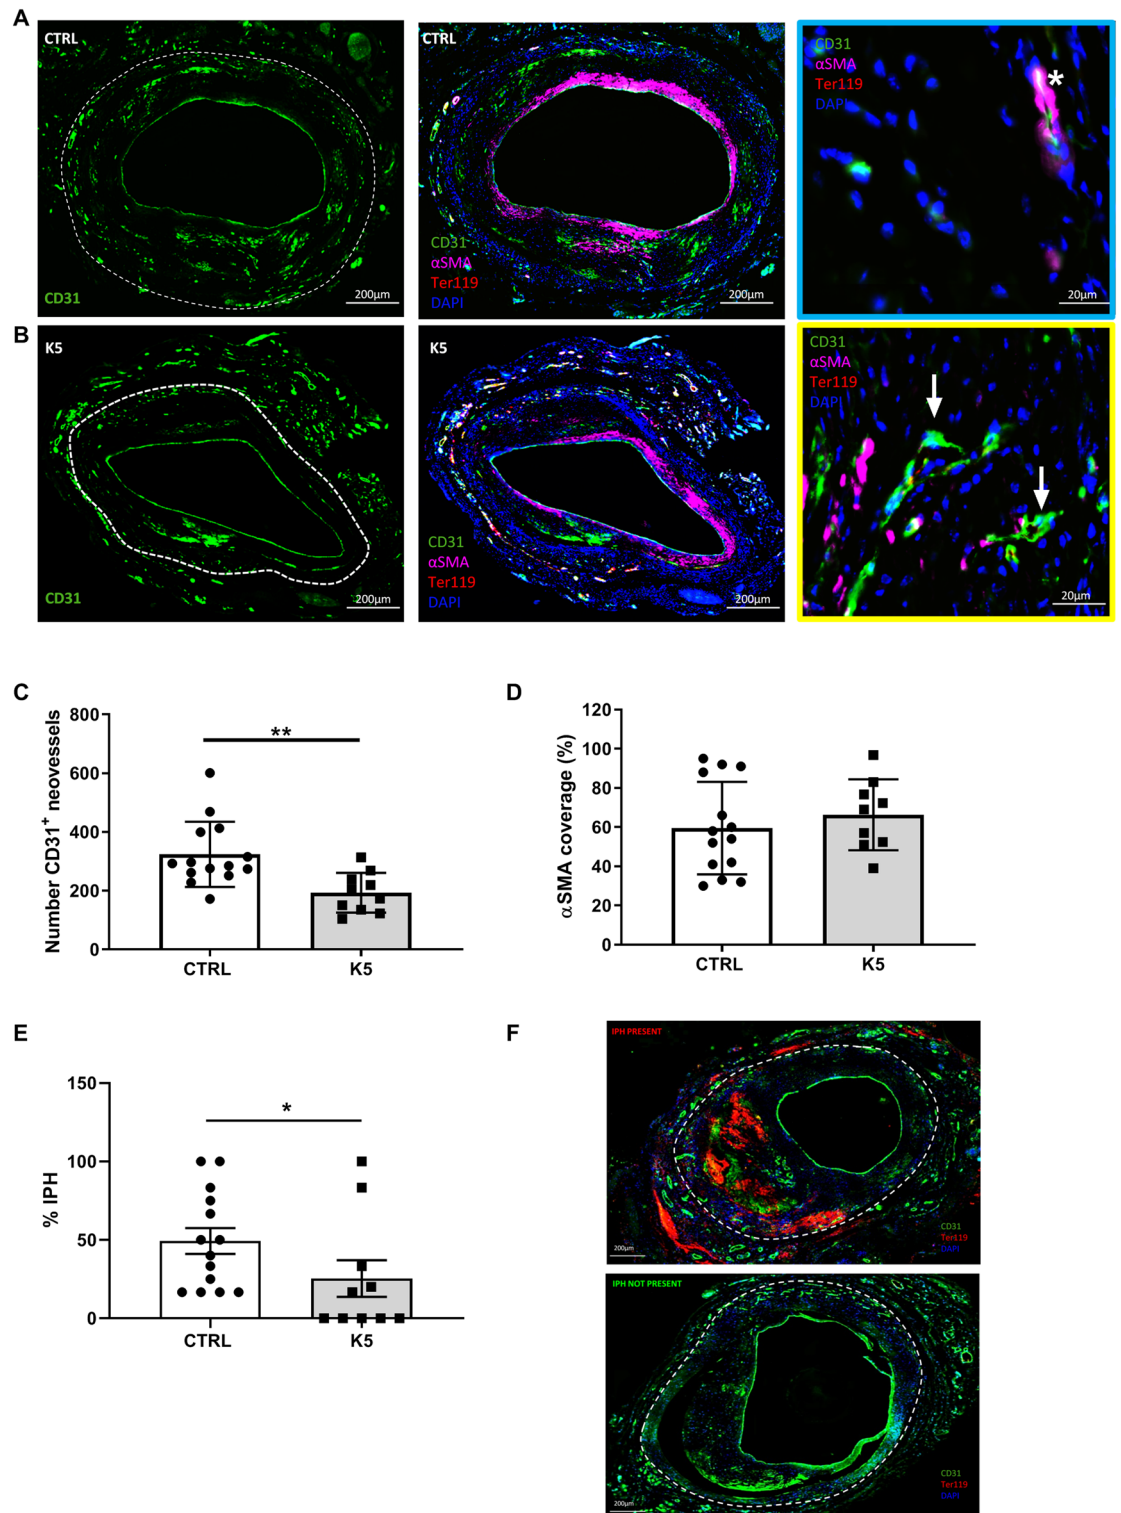 A
CTRL
CD31
200µm
CTRL
CD31
αSMA
Ter119
DAPI
200µm
CD31
αSMA
Ter119
DAPI
*
20µm
B
K5
CD31
200µm
K5
CD31
αSMA
Ter119
DAPI
200µm
CD31
αSMA
Ter119
DAPI
20µm
C
Number CD31+ neovessels
800
600
400
200
0
**
CTRL
K5
D
αSMA coverage (%)
120
100
80
60
40
20
0
CTRL
K5
E
% IPH
150
100
50
0
*
CTRL
K5
F
IPH PRESENT
CD31
Ter119
DAPI
200µm
IPH NOT PRESENT
CD31
Ter119
DAPI
200µm